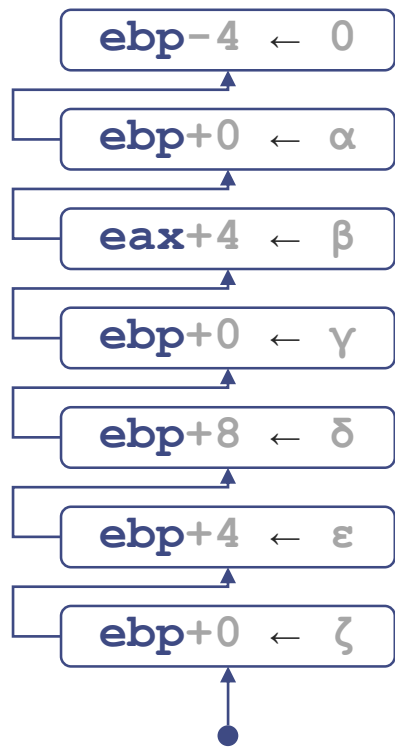 ebp-4 ← 0
ebp+0 ← α
eax+4 ← β
ebp+0 ← γ
ebp+8 ← δ
ebp+4 ← ε
ebp+0 ← ζ